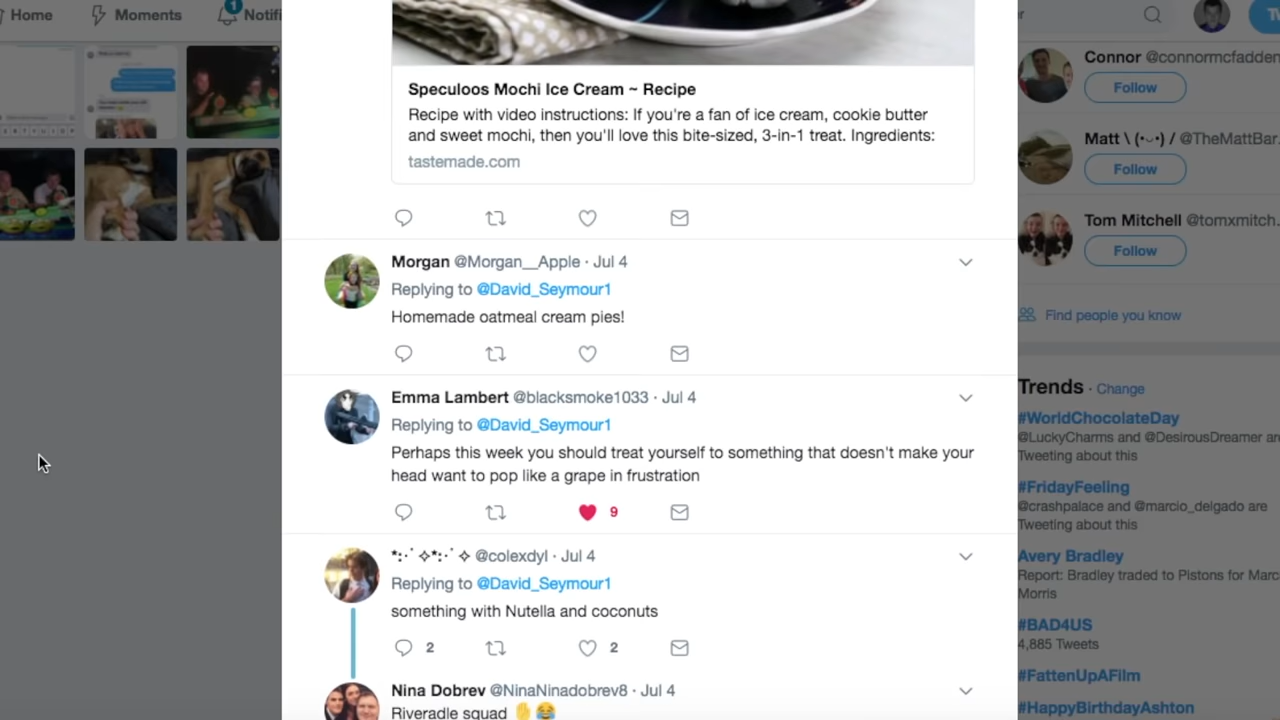 Home
Moments
Notifi
1
Speculoos Mochi Ice Cream ~ Recipe
Recipe with video instructions: If you're a fan of ice cream, cookie butter
and sweet mochi, then you'll love this bite-sized, 3-in-1 treat. Ingredients:
tastemade.com
Morgan @Morgan__Apple · Jul 4
Replying to @David_Seymour1
Homemade oatmeal cream pies!
Emma Lambert @blacksmoke1033 · Jul 4
Replying to @David_Seymour1
Perhaps this week you should treat yourself to something that doesn't make your
head want to pop like a grape in frustration
9
*:·ﾟ✧*:·ﾟ✧ @colexdyl · Jul 4
Replying to @David_Seymour1
something with Nutella and coconuts
2 2
Nina Dobrev @NinaNinadobrev8 · Jul 4
Riveradle squad ✋😂
Connor @connormcfadden
Follow
Matt \ (•◡•) / @TheMattBar.
Follow
Tom Mitchell @tomxmitch.
Follow
Find people you know
Trends · Change
#WorldChocolateDay
@LuckyCharms and @DesirousDreamer are
Tweeting about this
#FridayFeeling
@crashpalace and @marcio_delgado are
Tweeting about this
Avery Bradley
Report: Bradley traded to Pistons for Marc
Morris
#BAD4US
4,885 Tweets
#FattenUpAFilm
#HappyBirthdayAshton